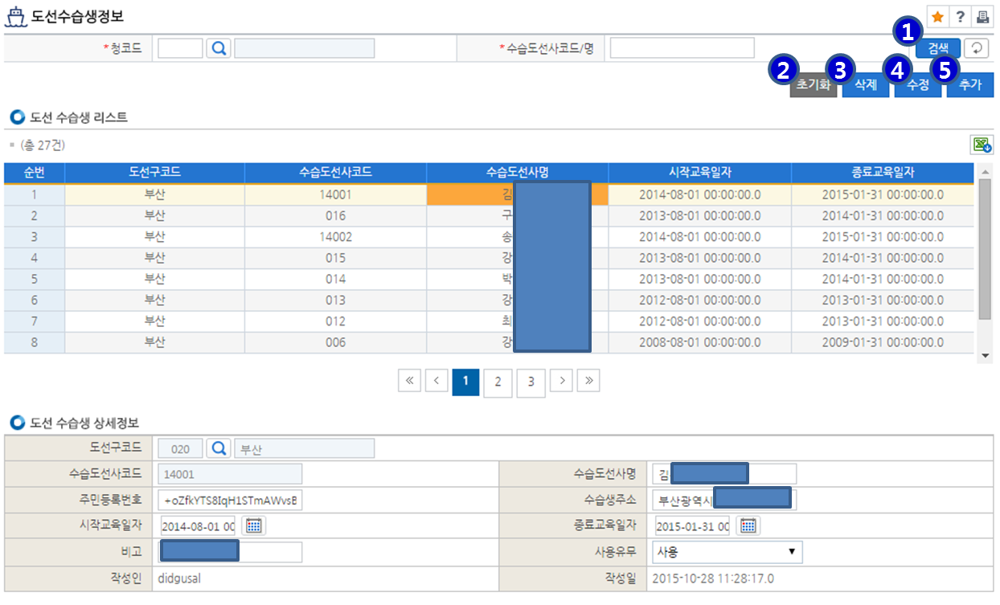 도선수습생정보
?
1
*청코드
*수습도선사코드/명
검색
2 3 4 5
초기화 삭제 수정 추가
도선 수습생 리스트
(총 27건)
순번 도선구코드 수습도선사코드 수습도선사명 시작교육일자 종료교육일자
1 부산 14001 김 2014-08-01 00:00:00.0 2015-01-31 00:00:00.0
2 부산 016 구 2013-08-01 00:00:00.0 2014-01-31 00:00:00.0
3 부산 14002 송 2014-08-01 00:00:00.0 2015-01-31 00:00:00.0
4 부산 015 강 2013-08-01 00:00:00.0 2014-01-31 00:00:00.0
5 부산 014 박 2013-08-01 00:00:00.0 2014-01-31 00:00:00.0
6 부산 013 강 2012-08-01 00:00:00.0 2013-01-31 00:00:00.0
7 부산 012 최 2012-08-01 00:00:00.0 2013-01-31 00:00:00.0
8 부산 006 강 2008-08-01 00:00:00.0 2009-01-31 00:00:00.0
« < 1 2 3 > »
도선 수습생 상세정보
도선구코드 020 부산
수습도선사코드 14001 수습도선사명 김
주민등록번호 +oZfkYTS8IqH1STmAWvsB 수습생주소 부산광역시
시작교육일자 2014-08-01 00 종료교육일자 2015-01-31 00
비고 사용유무 사용
작성인 didgusal 작성일 2015-10-28 11:28:17.0